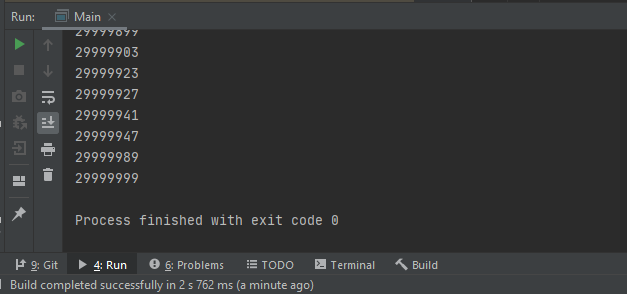 Run: Main
29999899
29999903
29999923
29999927
29999941
29999947
29999989
29999999
Process finished with exit code 0
9: Git 4: Run 6: Problems TODO Terminal Build
Build completed successfully in 2 s 762 ms (a minute ago)